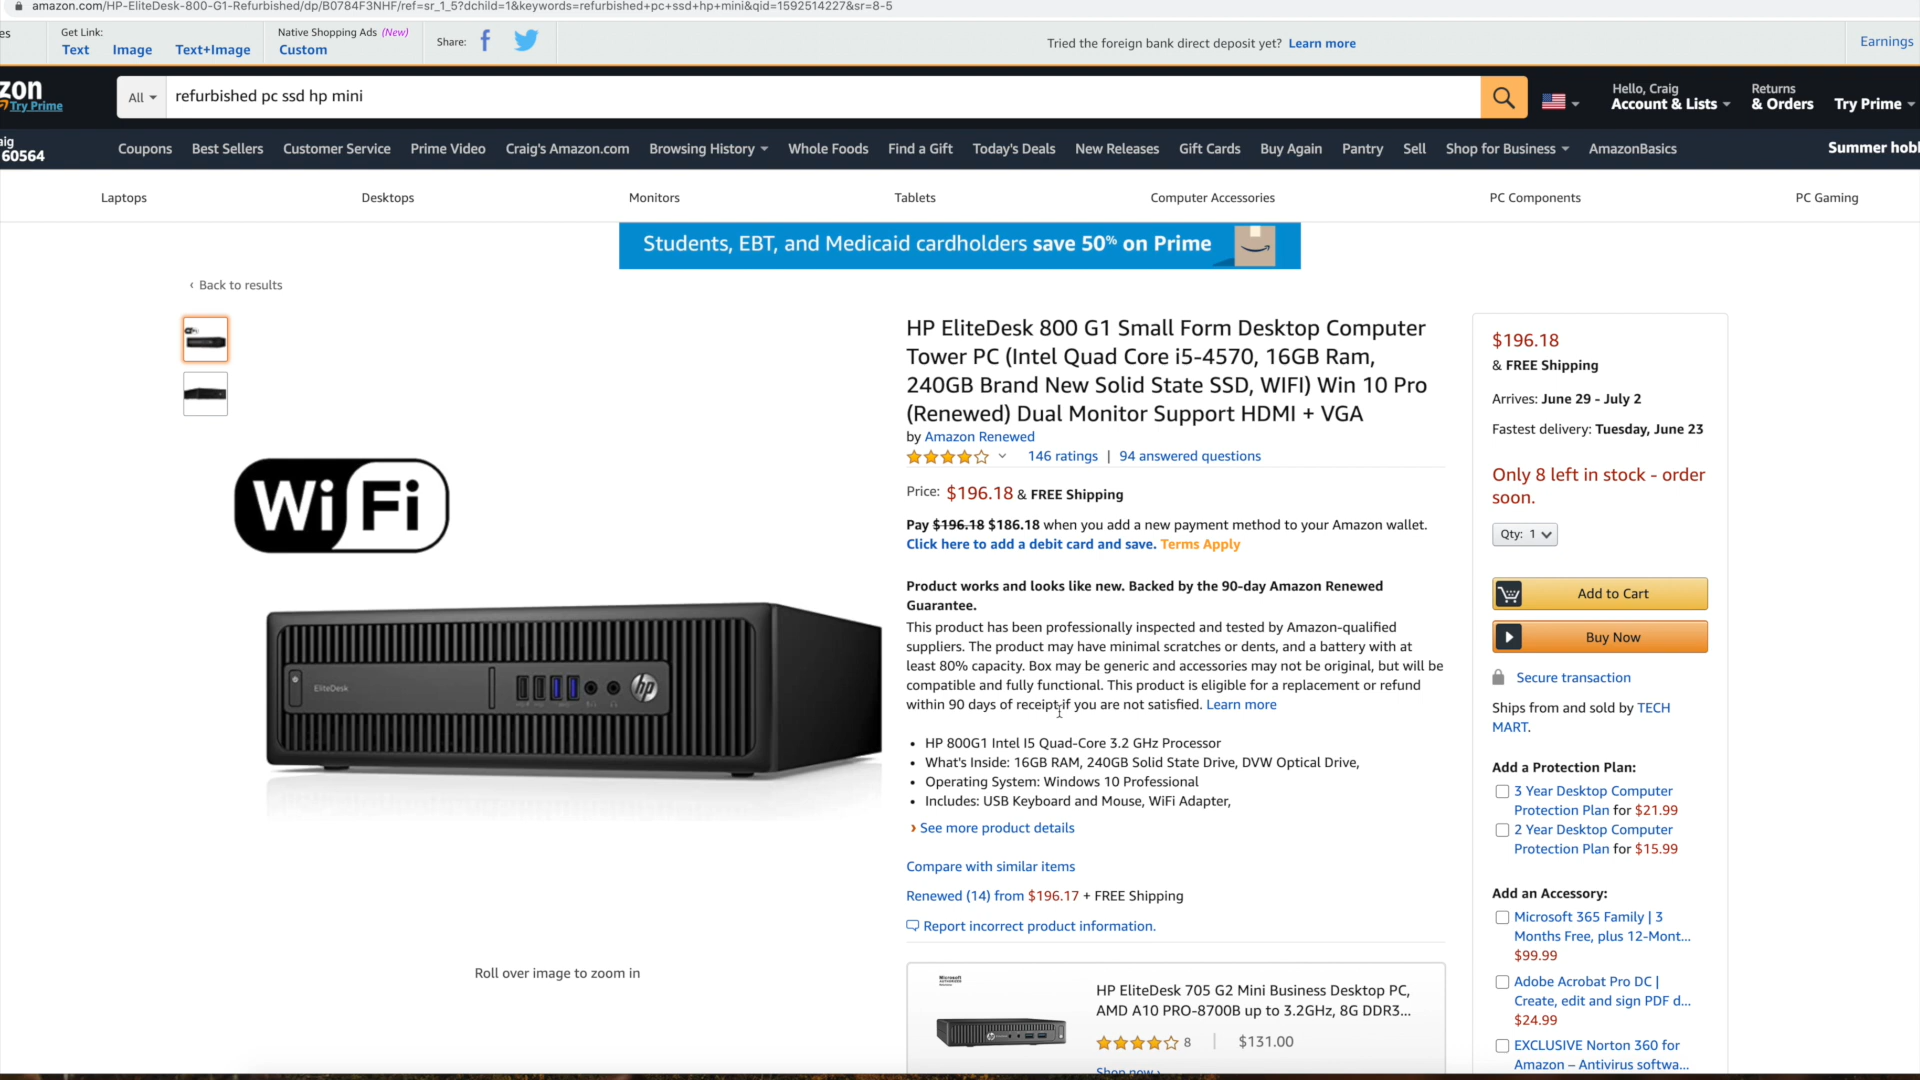 amazon.com/HP-EliteDesk-800-G1-Refurbished/dp/B0784F3NHF/ref=sr_1_5?dchild=1&keywords=refurbished+pc+ssd+hp+mini&qid=1592514227&sr=8-5
es
Get Link:
Text Image Text+Image
Native Shopping Ads (New)
Custom
Share:
Tried the foreign bank direct deposit yet? Learn more
Earnings
zon
Try Prime
All
refurbished pc ssd hp mini
Hello, Craig
Account & Lists
Returns
& Orders
Try Prime
aig
60564
Coupons Best Sellers Customer Service Prime Video Craig's Amazon.com Browsing History Whole Foods Find a Gift Today's Deals New Releases Gift Cards Buy Again Pantry Sell Shop for Business AmazonBasics
Summer hobb
Laptops Desktops Monitors Tablets Computer Accessories PC Components PC Gaming
Students, EBT, and Medicaid cardholders save 50% on Prime
‹ Back to results
WiFi
EliteDesk
hp
Roll over image to zoom in
HP EliteDesk 800 G1 Small Form Desktop Computer
Tower PC (Intel Quad Core i5-4570, 16GB Ram,
240GB Brand New Solid State SSD, WIFI) Win 10 Pro
(Renewed) Dual Monitor Support HDMI + VGA
by Amazon Renewed
146 ratings | 94 answered questions
Price: $196.18 & FREE Shipping
Pay $196.18 $186.18 when you add a new payment method to your Amazon wallet.
Click here to add a debit card and save. Terms Apply
Product works and looks like new. Backed by the 90-day Amazon Renewed
Guarantee.
This product has been professionally inspected and tested by Amazon-qualified
suppliers. The product may have minimal scratches or dents, and a battery with at
least 80% capacity. Box may be generic and accessories may not be original, but will be
compatible and fully functional. This product is eligible for a replacement or refund
within 90 days of receipt if you are not satisfied. Learn more
• HP 800G1 Intel I5 Quad-Core 3.2 GHz Processor
• What's Inside: 16GB RAM, 240GB Solid State Drive, DVW Optical Drive,
• Operating System: Windows 10 Professional
• Includes: USB Keyboard and Mouse, WiFi Adapter,
› See more product details
Compare with similar items
Renewed (14) from $196.17 + FREE Shipping
Report incorrect product information.
HP EliteDesk 705 G2 Mini Business Desktop PC,
AMD A10 PRO-8700B up to 3.2GHz, 8G DDR3...
8 | $131.00
Shop now ›
$196.18
& FREE Shipping
Arrives: June 29 - July 2
Fastest delivery: Tuesday, June 23
Only 8 left in stock - order
soon.
Qty: 1
Add to Cart
Buy Now
Secure transaction
Ships from and sold by TECH
MART.
Add a Protection Plan:
3 Year Desktop Computer
Protection Plan for $21.99
2 Year Desktop Computer
Protection Plan for $15.99
Add an Accessory:
Microsoft 365 Family | 3
Months Free, plus 12-Mont...
$99.99
Adobe Acrobat Pro DC |
Create, edit and sign PDF d...
$24.99
EXCLUSIVE Norton 360 for
Amazon – Antivirus softwa...